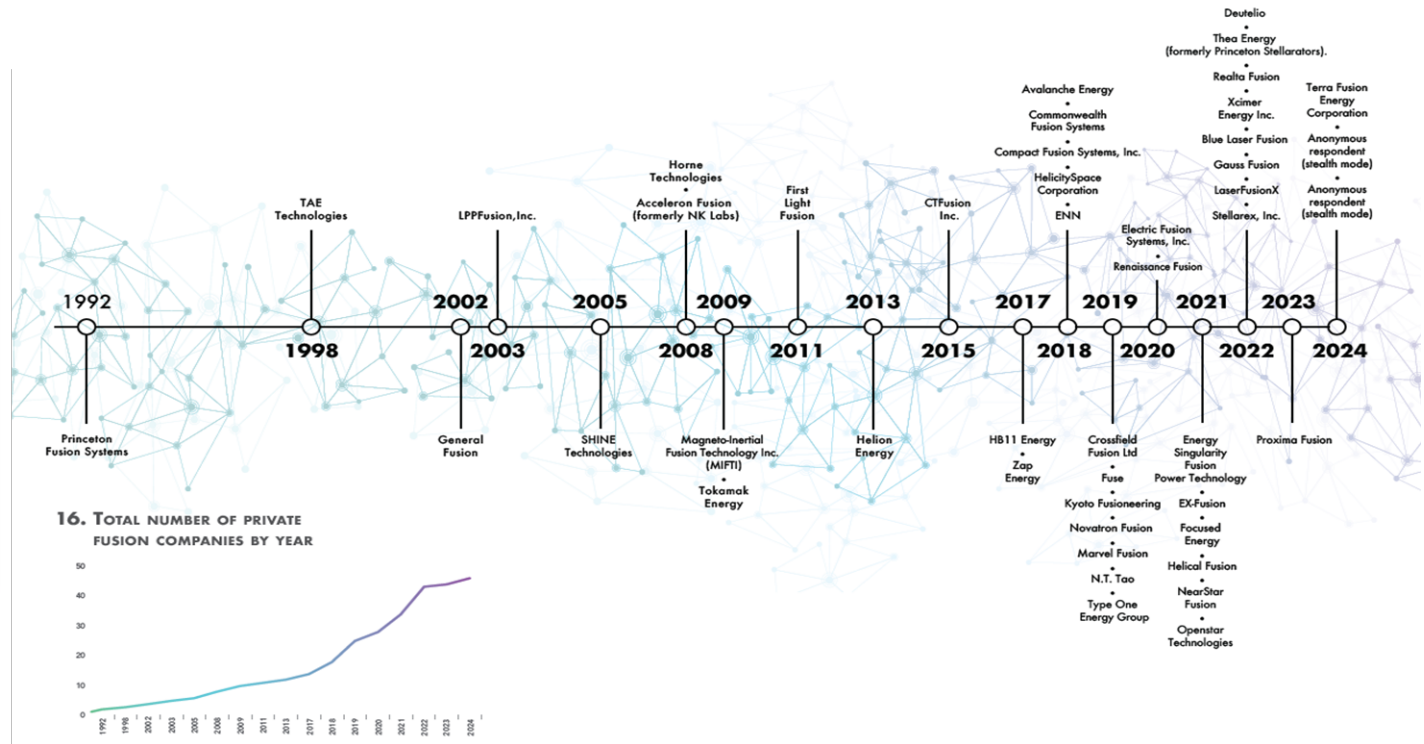 Deutelio
•
Thea Energy
(formerly Princeton Stellarators).
•
Realta Fusion
•
Xcimer
Energy Inc.
•
Blue Laser Fusion
•
Gauss Fusion
•
LaserFusionX
•
Stellarex, Inc.
Terra Fusion
Energy
Corporation
•
Anonymous
respondent
(stealth mode)
•
Anonymous
respondent
(stealth mode)
Avalanche Energy
•
Commonwealth
Fusion Systems
•
Compact Fusion Systems, Inc.
•
HelicitySpace
Corporation
•
ENN
Horne
Technologies
•
Acceleron Fusion
(formerly NK Labs)
First
Light
Fusion
TAE
Technologies
LPPFusion,Inc.
CTFusion
Inc.
Electric Fusion
Systems, Inc.
•
Renaissance Fusion
1992
2002
2005
2009
2013
2017
2019
2021
2023
1998
2003
2008
2011
2015
2018
2020
2022
2024
Princeton
Fusion Systems
General
Fusion
SHINE
Technologies
Magneto-Inertial
Fusion Technology Inc.
(MIFTI)
•
Tokamak
Energy
Helion
Energy
HB11 Energy
•
Zap
Energy
Crossfield
Fusion Ltd
•
Fuse
•
Kyoto Fusioneering
•
Novatron Fusion
•
Marvel Fusion
•
N.T. Tao
•
Type One
Energy Group
Energy
Singularity
Fusion
Power Technology
•
EX-Fusion
•
Focused
Energy
•
Helical Fusion
•
NearStar
Fusion
•
Openstar
Technologies
Proxima Fusion
16. TOTAL NUMBER OF PRIVATE
FUSION COMPANIES BY YEAR
50
40
30
20
10
0
1992
1998
2002
2003
2005
2008
2009
2011
2013
2017
2018
2019
2020
2021
2022
2023
2024